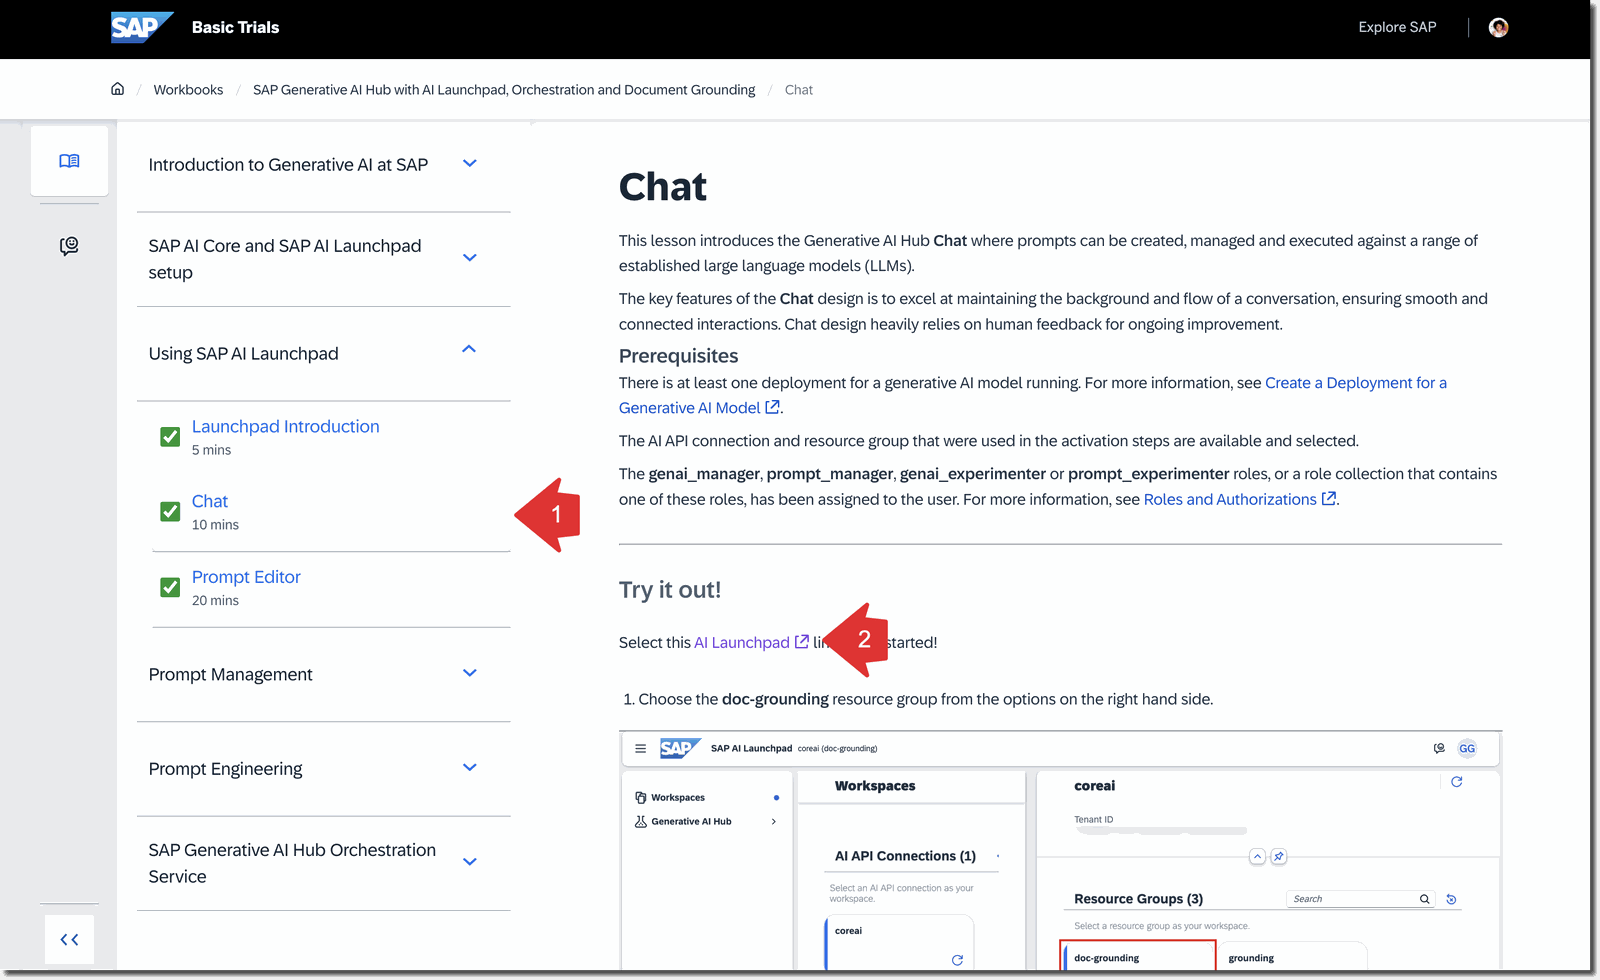 SAP Basic Trials
Explore SAP
/ Workbooks / SAP Generative AI Hub with AI Launchpad, Orchestration and Document Grounding / Chat
Introduction to Generative AI at SAP
SAP AI Core and SAP AI Launchpad
setup
Using SAP AI Launchpad
Launchpad Introduction
5 mins
Chat
10 mins
1
Prompt Editor
20 mins
Prompt Management
Prompt Engineering
SAP Generative AI Hub Orchestration
Service
Chat
This lesson introduces the Generative AI Hub Chat where prompts can be created, managed and executed against a range of
established large language models (LLMs).
The key features of the Chat design is to excel at maintaining the background and flow of a conversation, ensuring smooth and
connected interactions. Chat design heavily relies on human feedback for ongoing improvement.
Prerequisites
There is at least one deployment for a generative AI model running. For more information, see Create a Deployment for a
Generative AI Model.
The AI API connection and resource group that were used in the activation steps are available and selected.
The genai_manager, prompt_manager, genai_experimenter or prompt_experimenter roles, or a role collection that contains
one of these roles, has been assigned to the user. For more information, see Roles and Authorizations.
Try it out!
Select this AI Launchpad 2 started!
1. Choose the doc-grounding resource group from the options on the right hand side.
SAP SAP AI Launchpad coreai (doc-grounding)
GG
Workspaces
Generative AI Hub
Workspaces
AI API Connections (1)
Select an AI API connection as your
workspace.
coreai
coreai
Tenant ID
Resource Groups (3)
Search
Select a resource group as your workspace.
doc-grounding
grounding